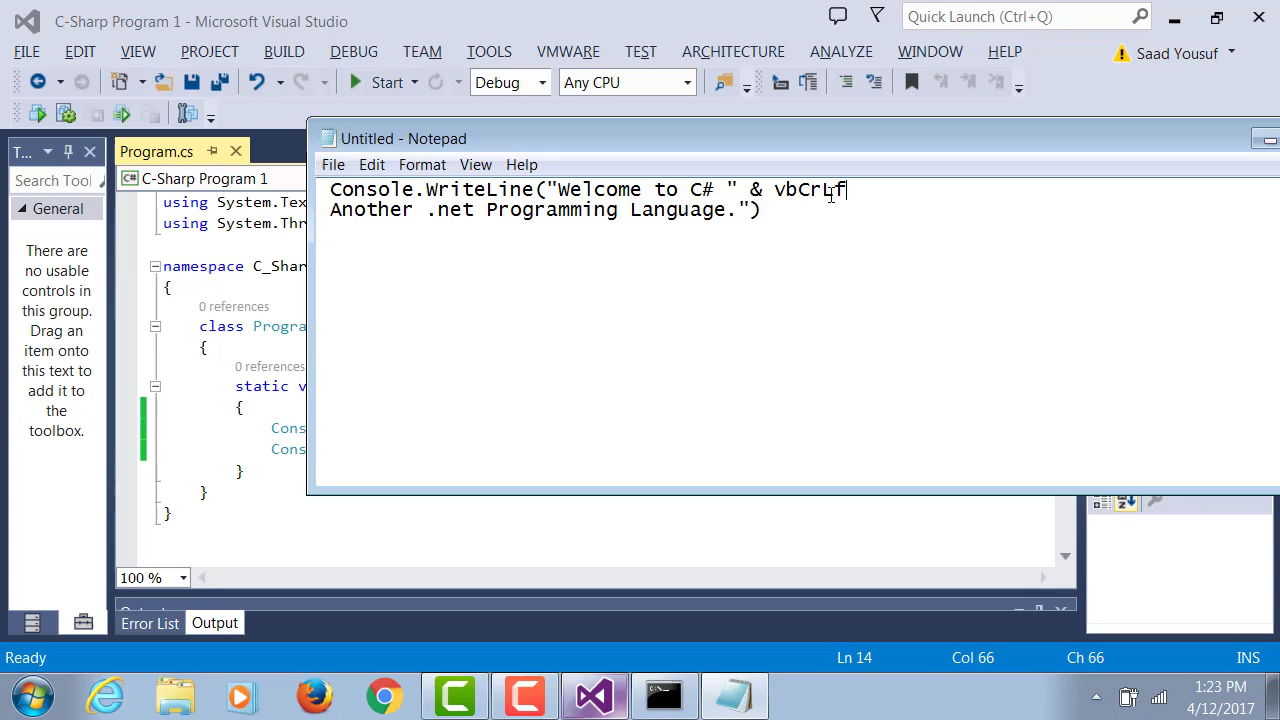 C-Sharp Program 1 - Microsoft Visual Studio
Quick Launch (Ctrl+Q)
FILE EDIT VIEW PROJECT BUILD DEBUG TEAM TOOLS VMWARE TEST ARCHITECTURE ANALYZE WINDOW HELP Saad Yousuf
Start Debug Any CPU
T... Program.cs
Untitled - Notepad
File Edit Format View Help
Search Tool
C-Sharp Program 1
Console.WriteLine("Welcome to C# " & vbCrLf
Another .net Programming Language.")
General
using System.Tex
using System.Thr
There are
no usable
controls in
this group.
Drag an
item onto
this text to
add it to
the
toolbox.
namespace C_Shar
{
0 references
class Progra
{
0 references
static v
{
Cons
Cons
}
}
}
100 %
Error List Output
Ready Ln 14 Col 66 Ch 66 INS
1:23 PM
4/12/2017